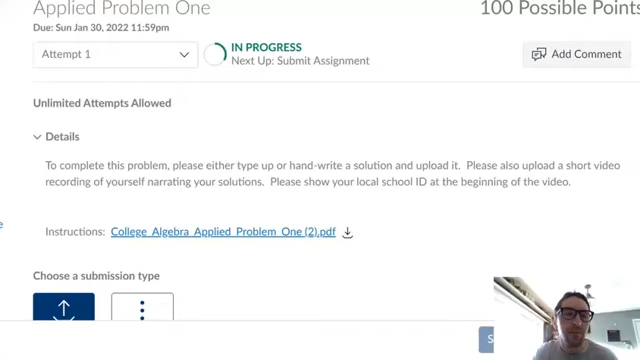 Applied Problem One
100 Possible Points
Due: Sun Jan 30, 2022 11:59pm
Attempt 1
IN PROGRESS
Next Up: Submit Assignment
Add Comment
Unlimited Attempts Allowed
Details
To complete this problem, please either type up or hand-write a solution and upload it. Please also upload a short video
recording of yourself narrating your solutions. Please show your local school ID at the beginning of the video.
Instructions: College_Algebra_Applied_Problem_One (2).pdf
Choose a submission type